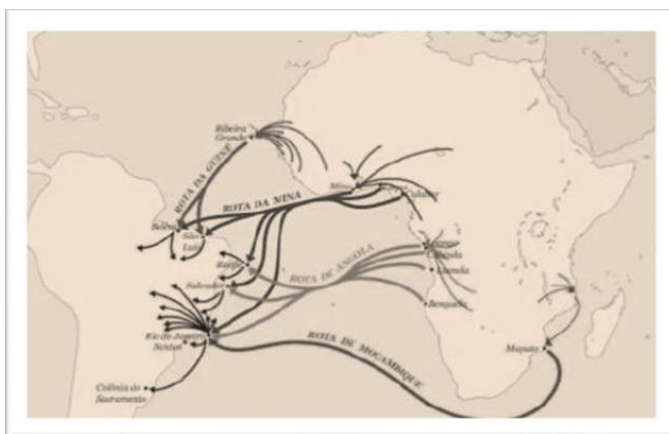 Ribeira
Grande
ROTA DA GUINÉ
Mina
Calabar
ROTA DA MINA
Belém
São
Luís
Recife
ROTA DE ANGOLA
Cabinda
Luanda
Salvador
Benguela
Rio de Janeiro
Santos
ROTA DE MOÇAMBIQUE
Maputo
Colônia do
Sacramento